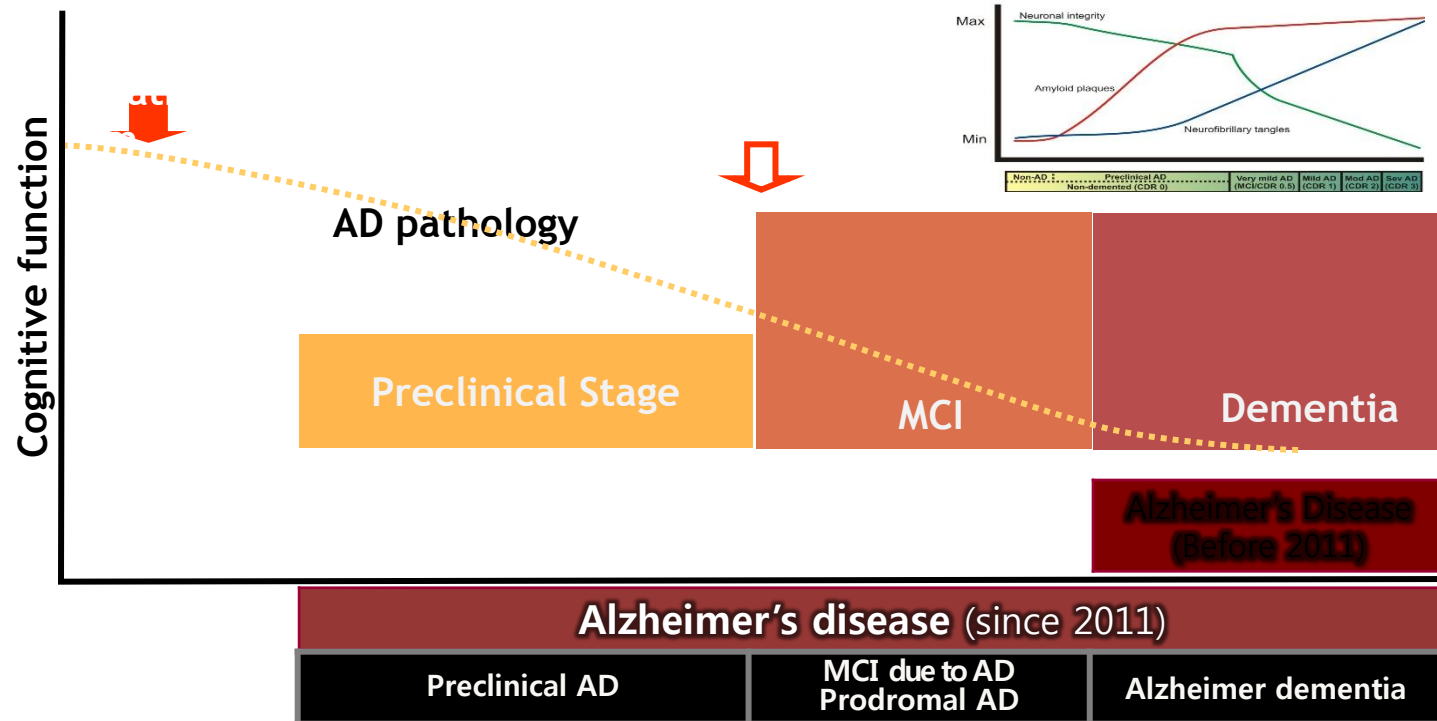 Cognitive function
AD pathology
Preclinical Stage
MCI
Dementia
Alzheimer's Disease
(Before 2011)
Alzheimer's disease (since 2011)
Preclinical AD
MCI due to AD
Prodromal AD
Alzheimer dementia
Max
Min
Neuronal integrity
Amyloid plaques
Neurofibrillary tangles
Non-AD
Preclinical AD
Non-demented (CDR 0)
Very mild AD
(MCI/CDR 0.5)
Mild AD
(CDR 1)
Mod AD
(CDR 2)
Sev AD
(CDR 3)